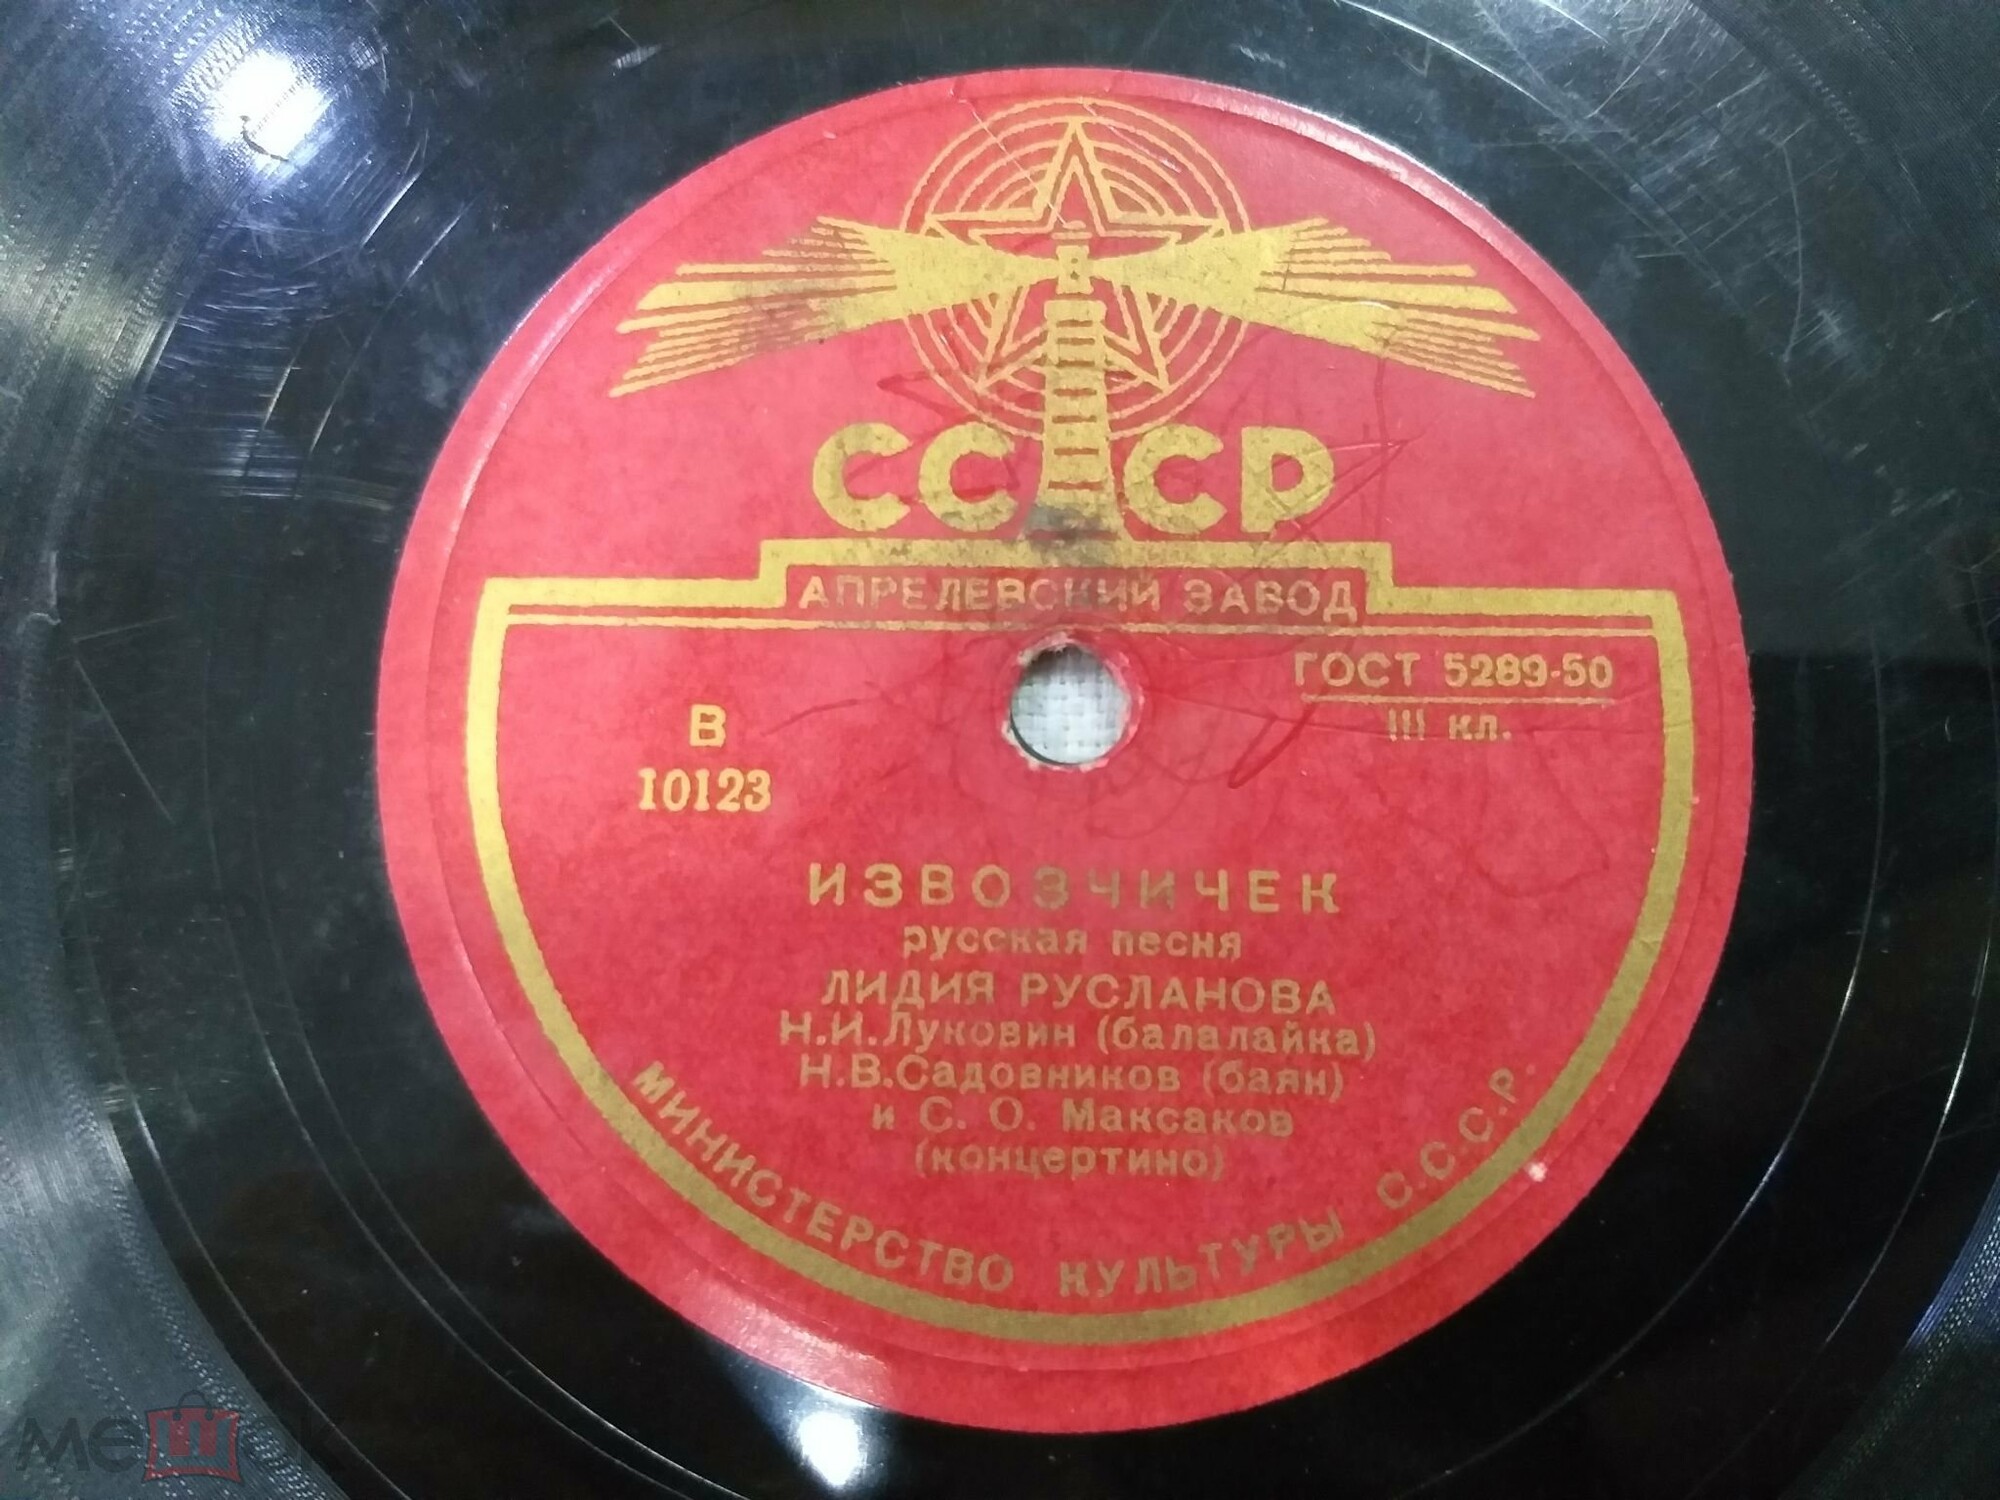 СССР
АПРЕЛЕВСКИЙ ЗАВОД
ГОСТ 5289-50
III кл.
В
10123
ИЗВОЗЧИЧЕК
русская песня
ЛИДИЯ РУСЛАНОВА
Н.И.Луковин (балалайка)
Н.В.Садовников (баян)
и С. О. Максаков
(концертино)
МИНИСТЕРСТВО КУЛЬТУРЫ С.С.С.Р.
мешок